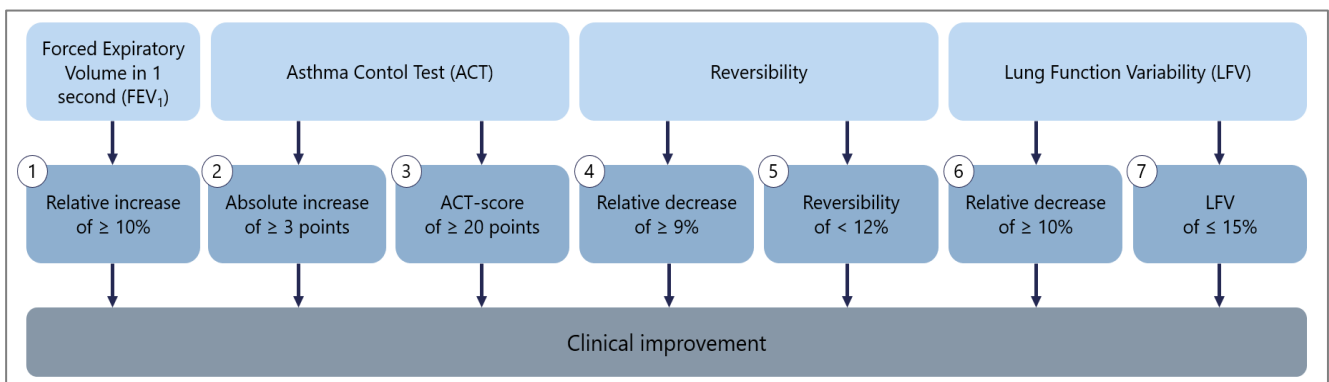 Forced Expiratory
Volume in 1
second (FEV₁)
Asthma Contol Test (ACT)
Reversibility
Lung Function Variability (LFV)
1
Relative increase
of ≥ 10%
2
Absolute increase
of ≥ 3 points
3
ACT-score
of ≥ 20 points
4
Relative decrease
of ≥ 9%
5
Reversibility
of < 12%
6
Relative decrease
of ≥ 10%
7
LFV
of ≤ 15%
Clinical improvement